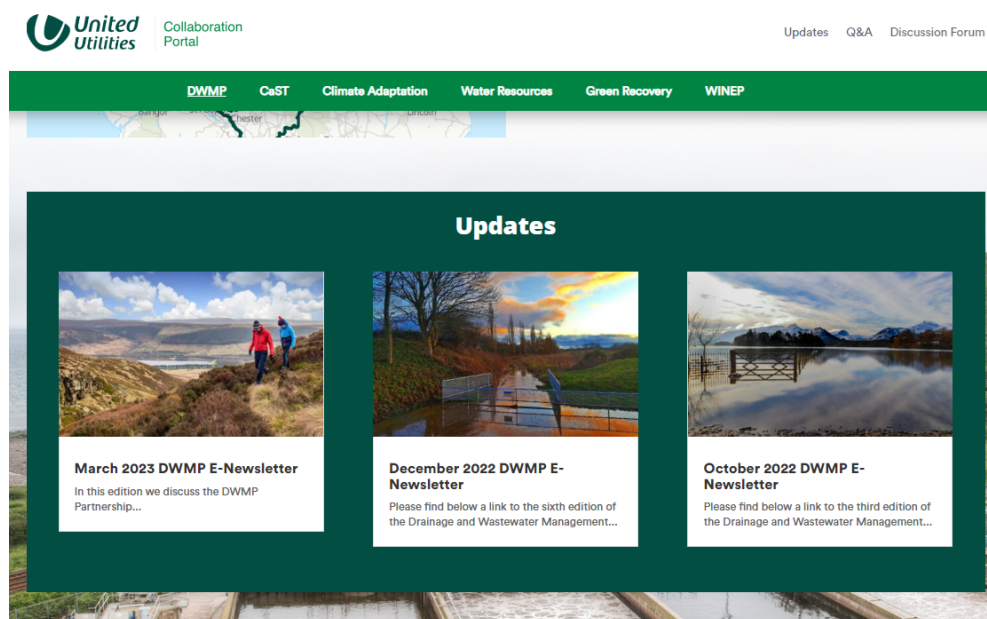 United
Utilities
Collaboration
Portal
Updates Q&A Discussion Forum
DWMP CaST Climate Adaptation Water Resources Green Recovery WINEP
Bangor
Chester
Lincoln
Updates
March 2023 DWMP E-Newsletter
In this edition we discuss the DWMP
Partnership...
December 2022 DWMP E-
Newsletter
Please find below a link to the sixth edition of
the Drainage and Wastewater Management...
October 2022 DWMP E-
Newsletter
Please find below a link to the third edition of
the Drainage and Wastewater Management...